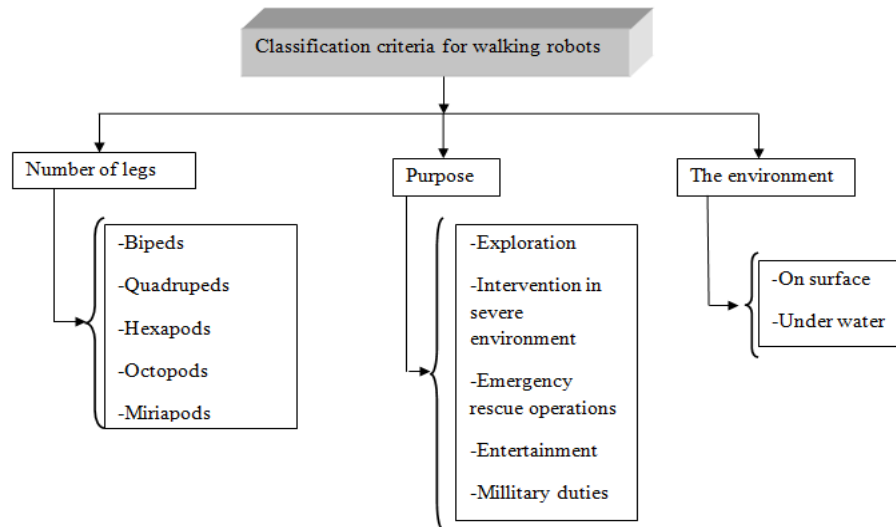 Classification criteria for walking robots
Number of legs
-Bipeds
-Quadrupeds
-Hexapods
-Octopods
-Miriapods
Purpose
-Exploration
-Intervention in
severe
environment
-Emergency
rescue operations
-Entertainment
-Millitary duties
The environment
-On surface
-Under water